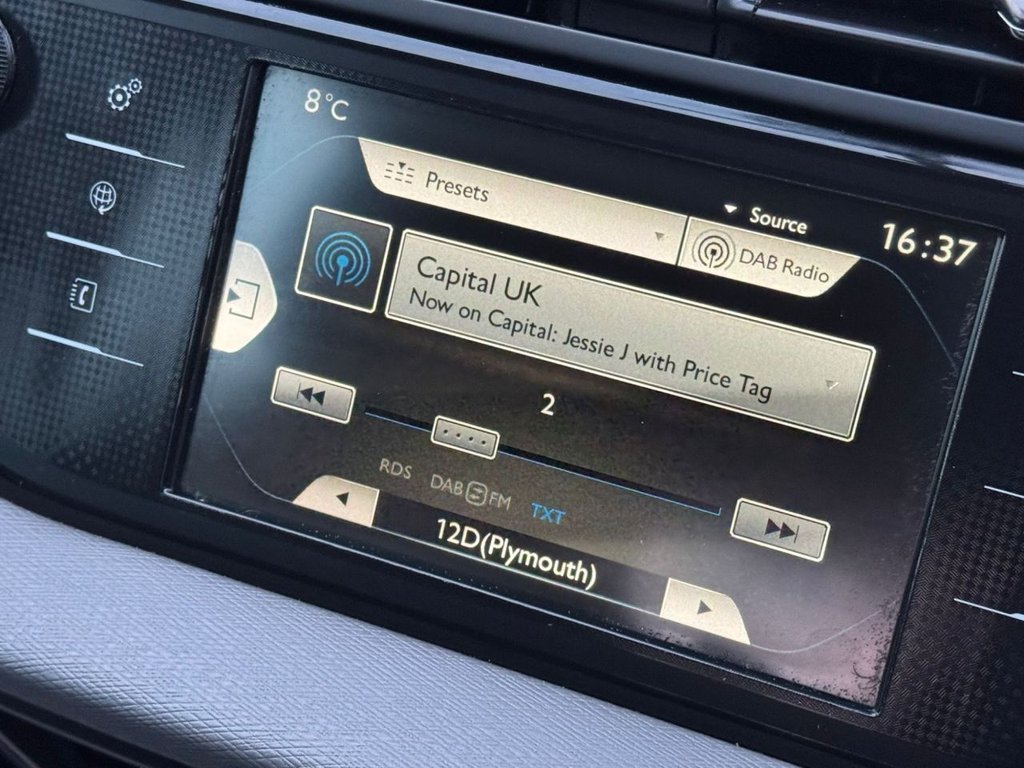 8°C
Presets
Source
16:37
DAB Radio
Capital UK
Now on Capital: Jessie J with Price Tag
2
RDS DAB FM TXT
12D(Plymouth)